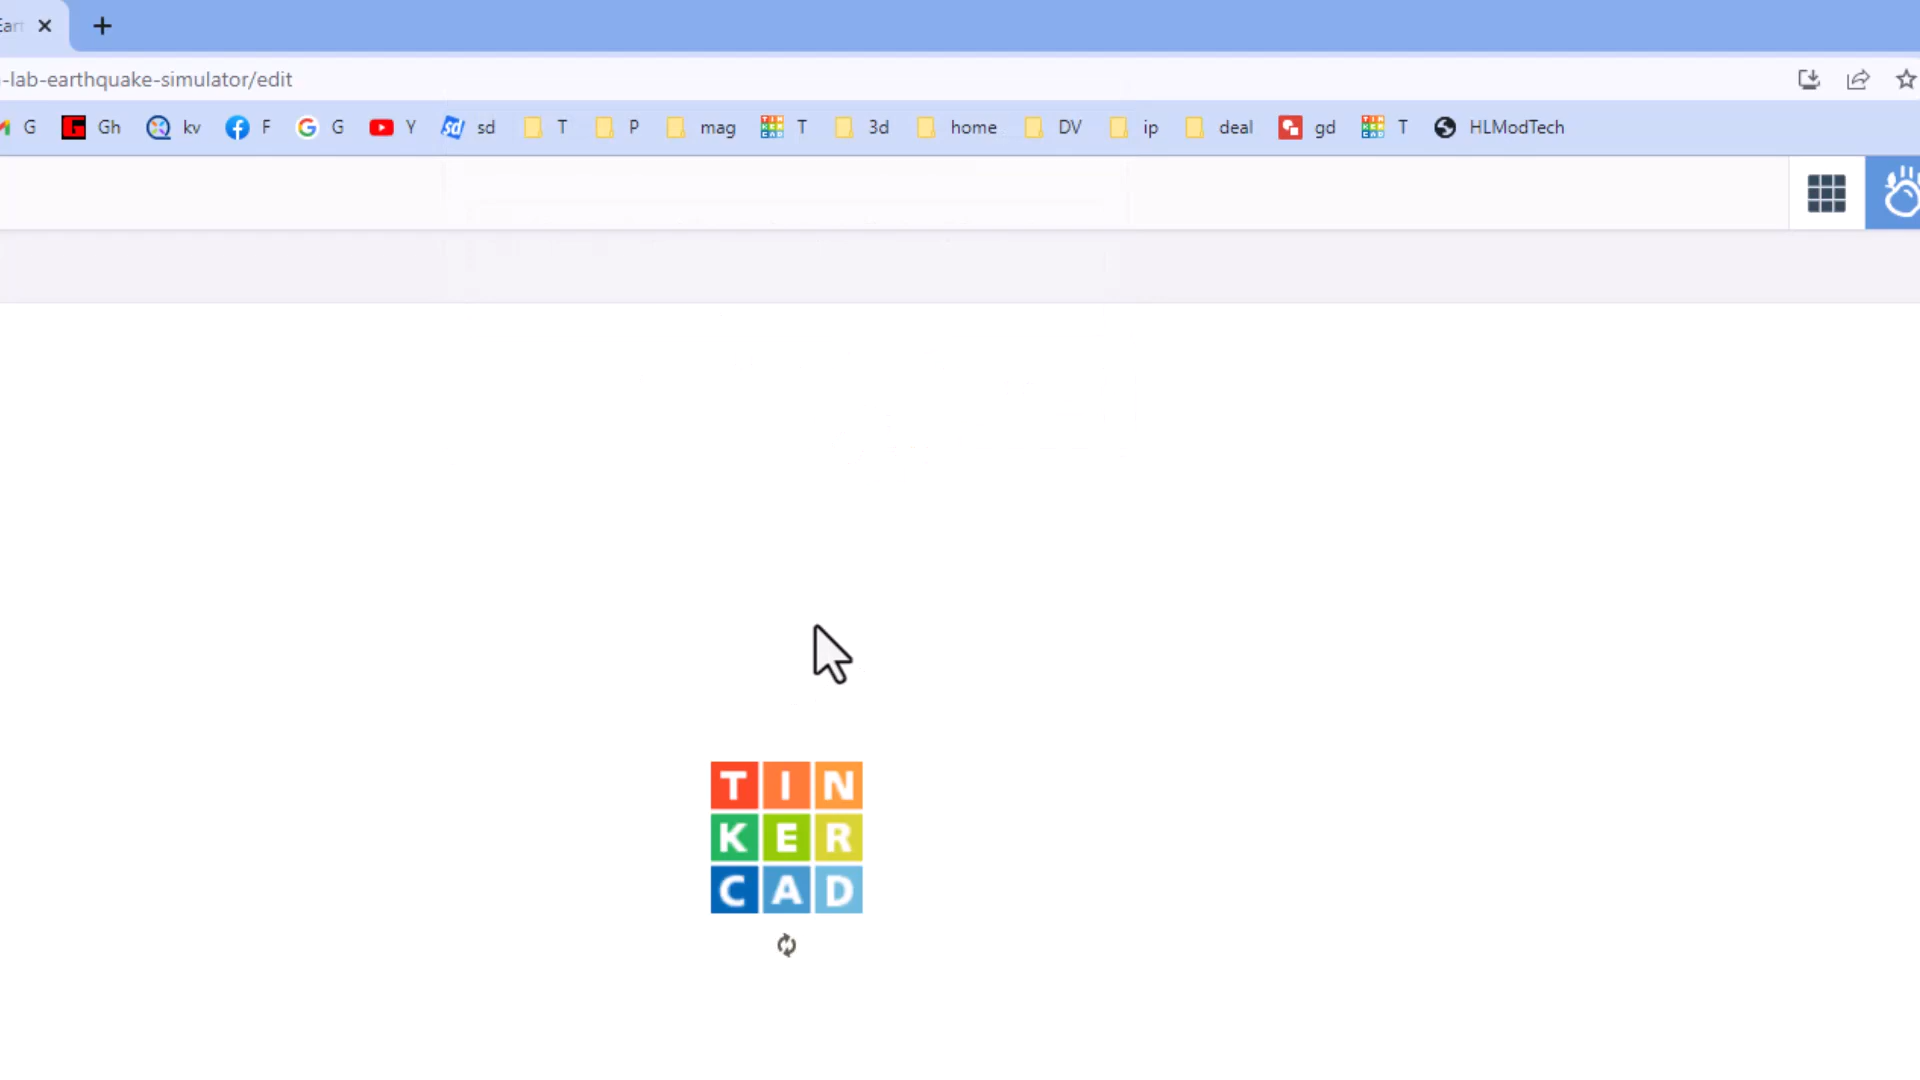 Ear
-lab-earthquake-simulator/edit
G Gh kv F G Y sd T P mag T 3d home DV ip deal gd T HLModTech
TIN
KER
CAD